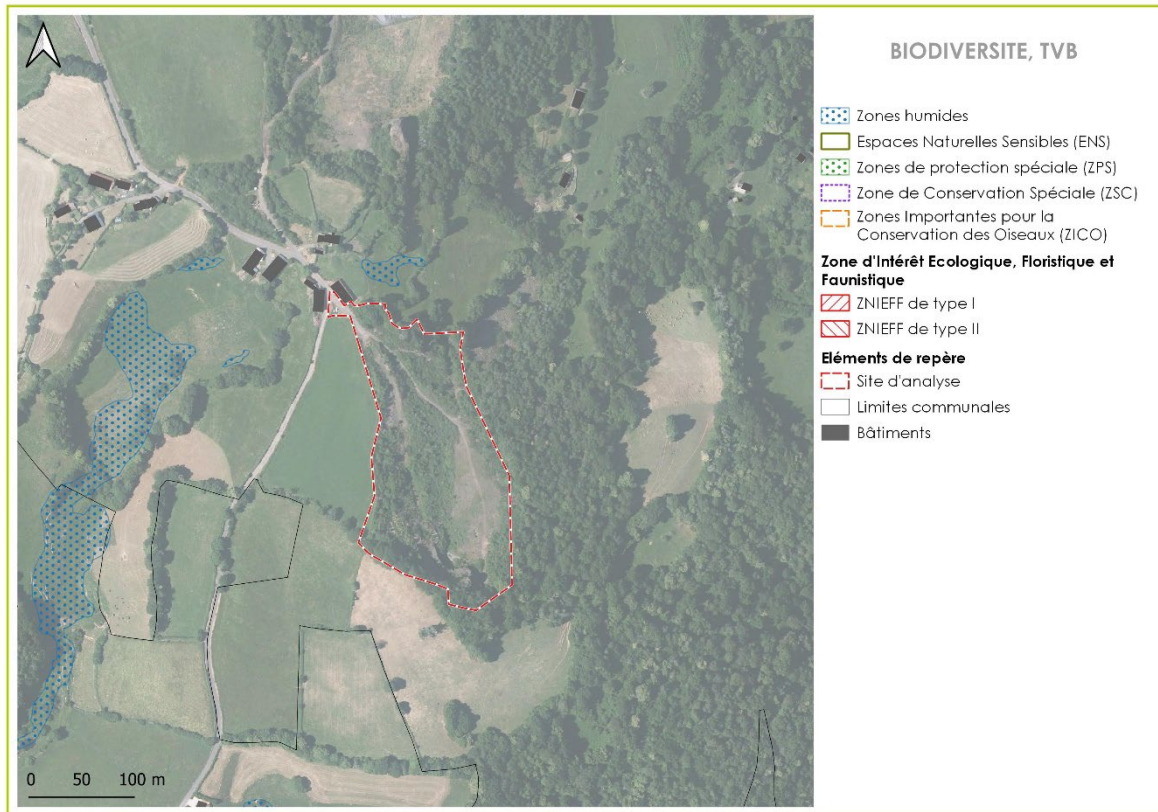 BIODIVERSITE, TVB
Zones humides
Espaces Naturelles Sensibles (ENS)
Zones de protection spéciale (ZPS)
Zone de Conservation Spéciale (ZSC)
Zones Importantes pour la
Conservation des Oiseaux (ZICO)
Zone d'Intérêt Ecologique, Floristique et
Faunistique
ZNIEFF de type I
ZNIEFF de type II
Eléments de repère
Site d'analyse
Limites communales
Bâtiments
0 50 100 m